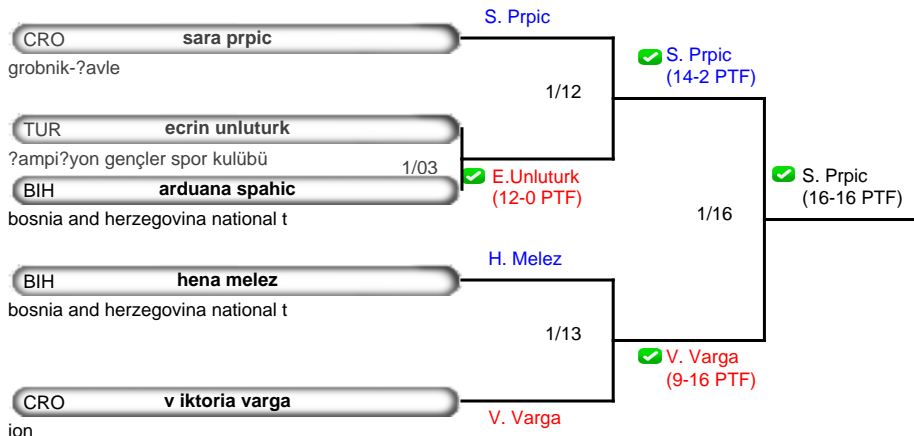 S. Prpic
CRO sara prpic
grobnik-?avle
S. Prpic
(14-2 PTF)
1/12
TUR ecrin unluturk
?ampi?yon gençler spor kulübü
1/03
E.Unluturk
(12-0 PTF)
BIH arduana spahic
bosnia and herzegovina national t
S. Prpic
(16-16 PTF)
1/16
H. Melez
BIH hena melez
bosnia and herzegovina national t
1/13
V. Varga
(9-16 PTF)
CRO v iktoria varga
V. Varga
ion